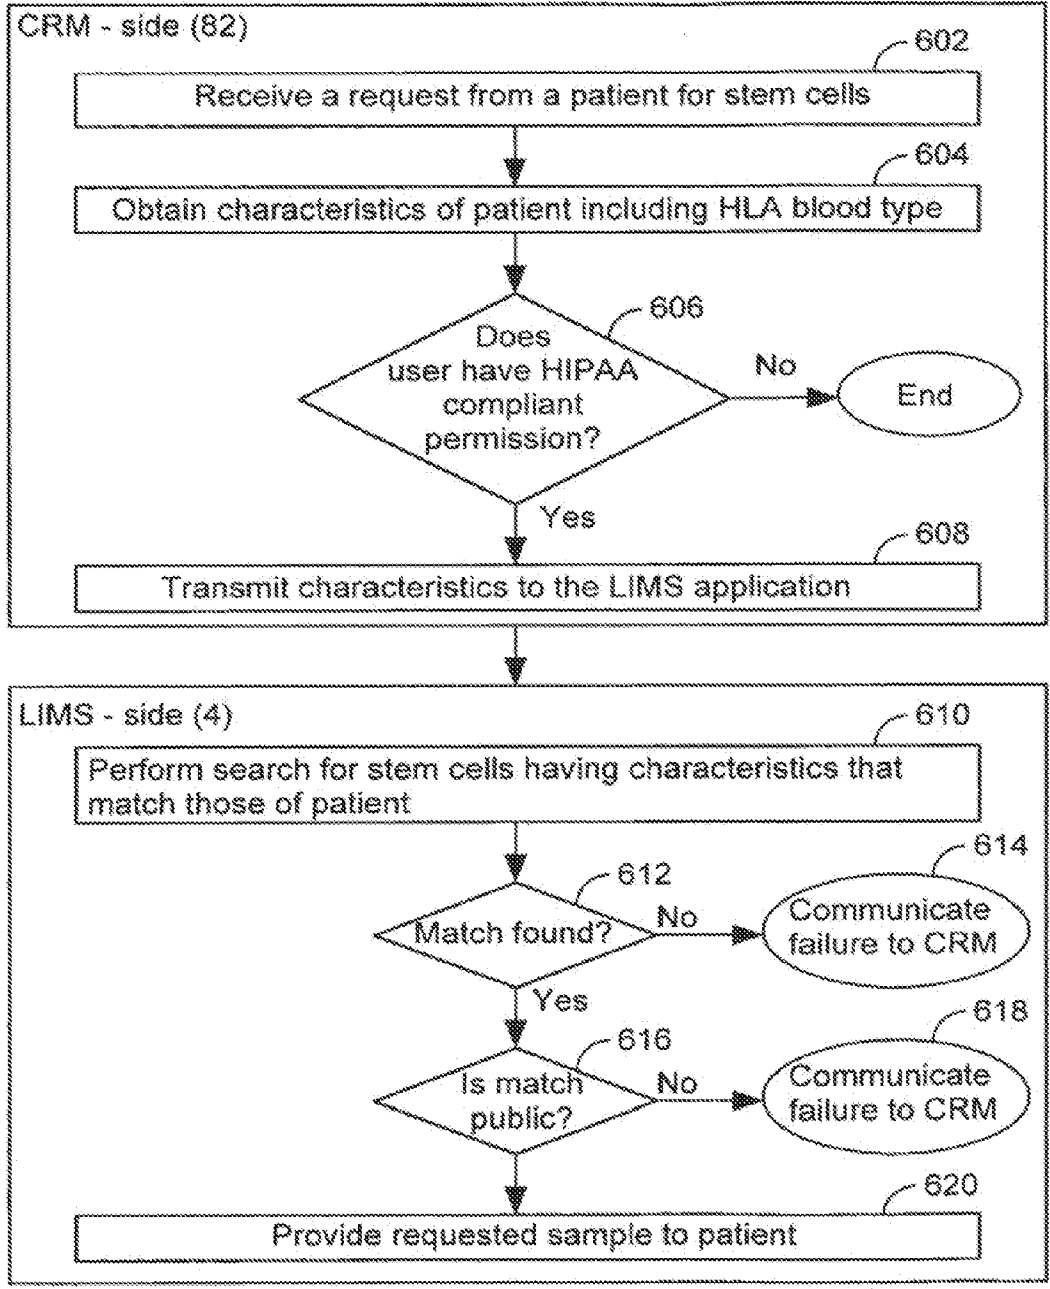 CRM - side (82)
602
Receive a request from a patient for stem cells
604
Obtain characteristics of patient including HLA blood type
606
Does
user have HIPAA
compliant
permission?
No
End
Yes
608
Transmit characteristics to the LIMS application
LIMS - side (4)
610
Perform search for stem cells having characteristics that
match those of patient
612
Match found?
No
614
Communicate
failure to CRM
Yes
616
Is match
public?
No
618
Communicate
failure to CRM
620
Provide requested sample to patient